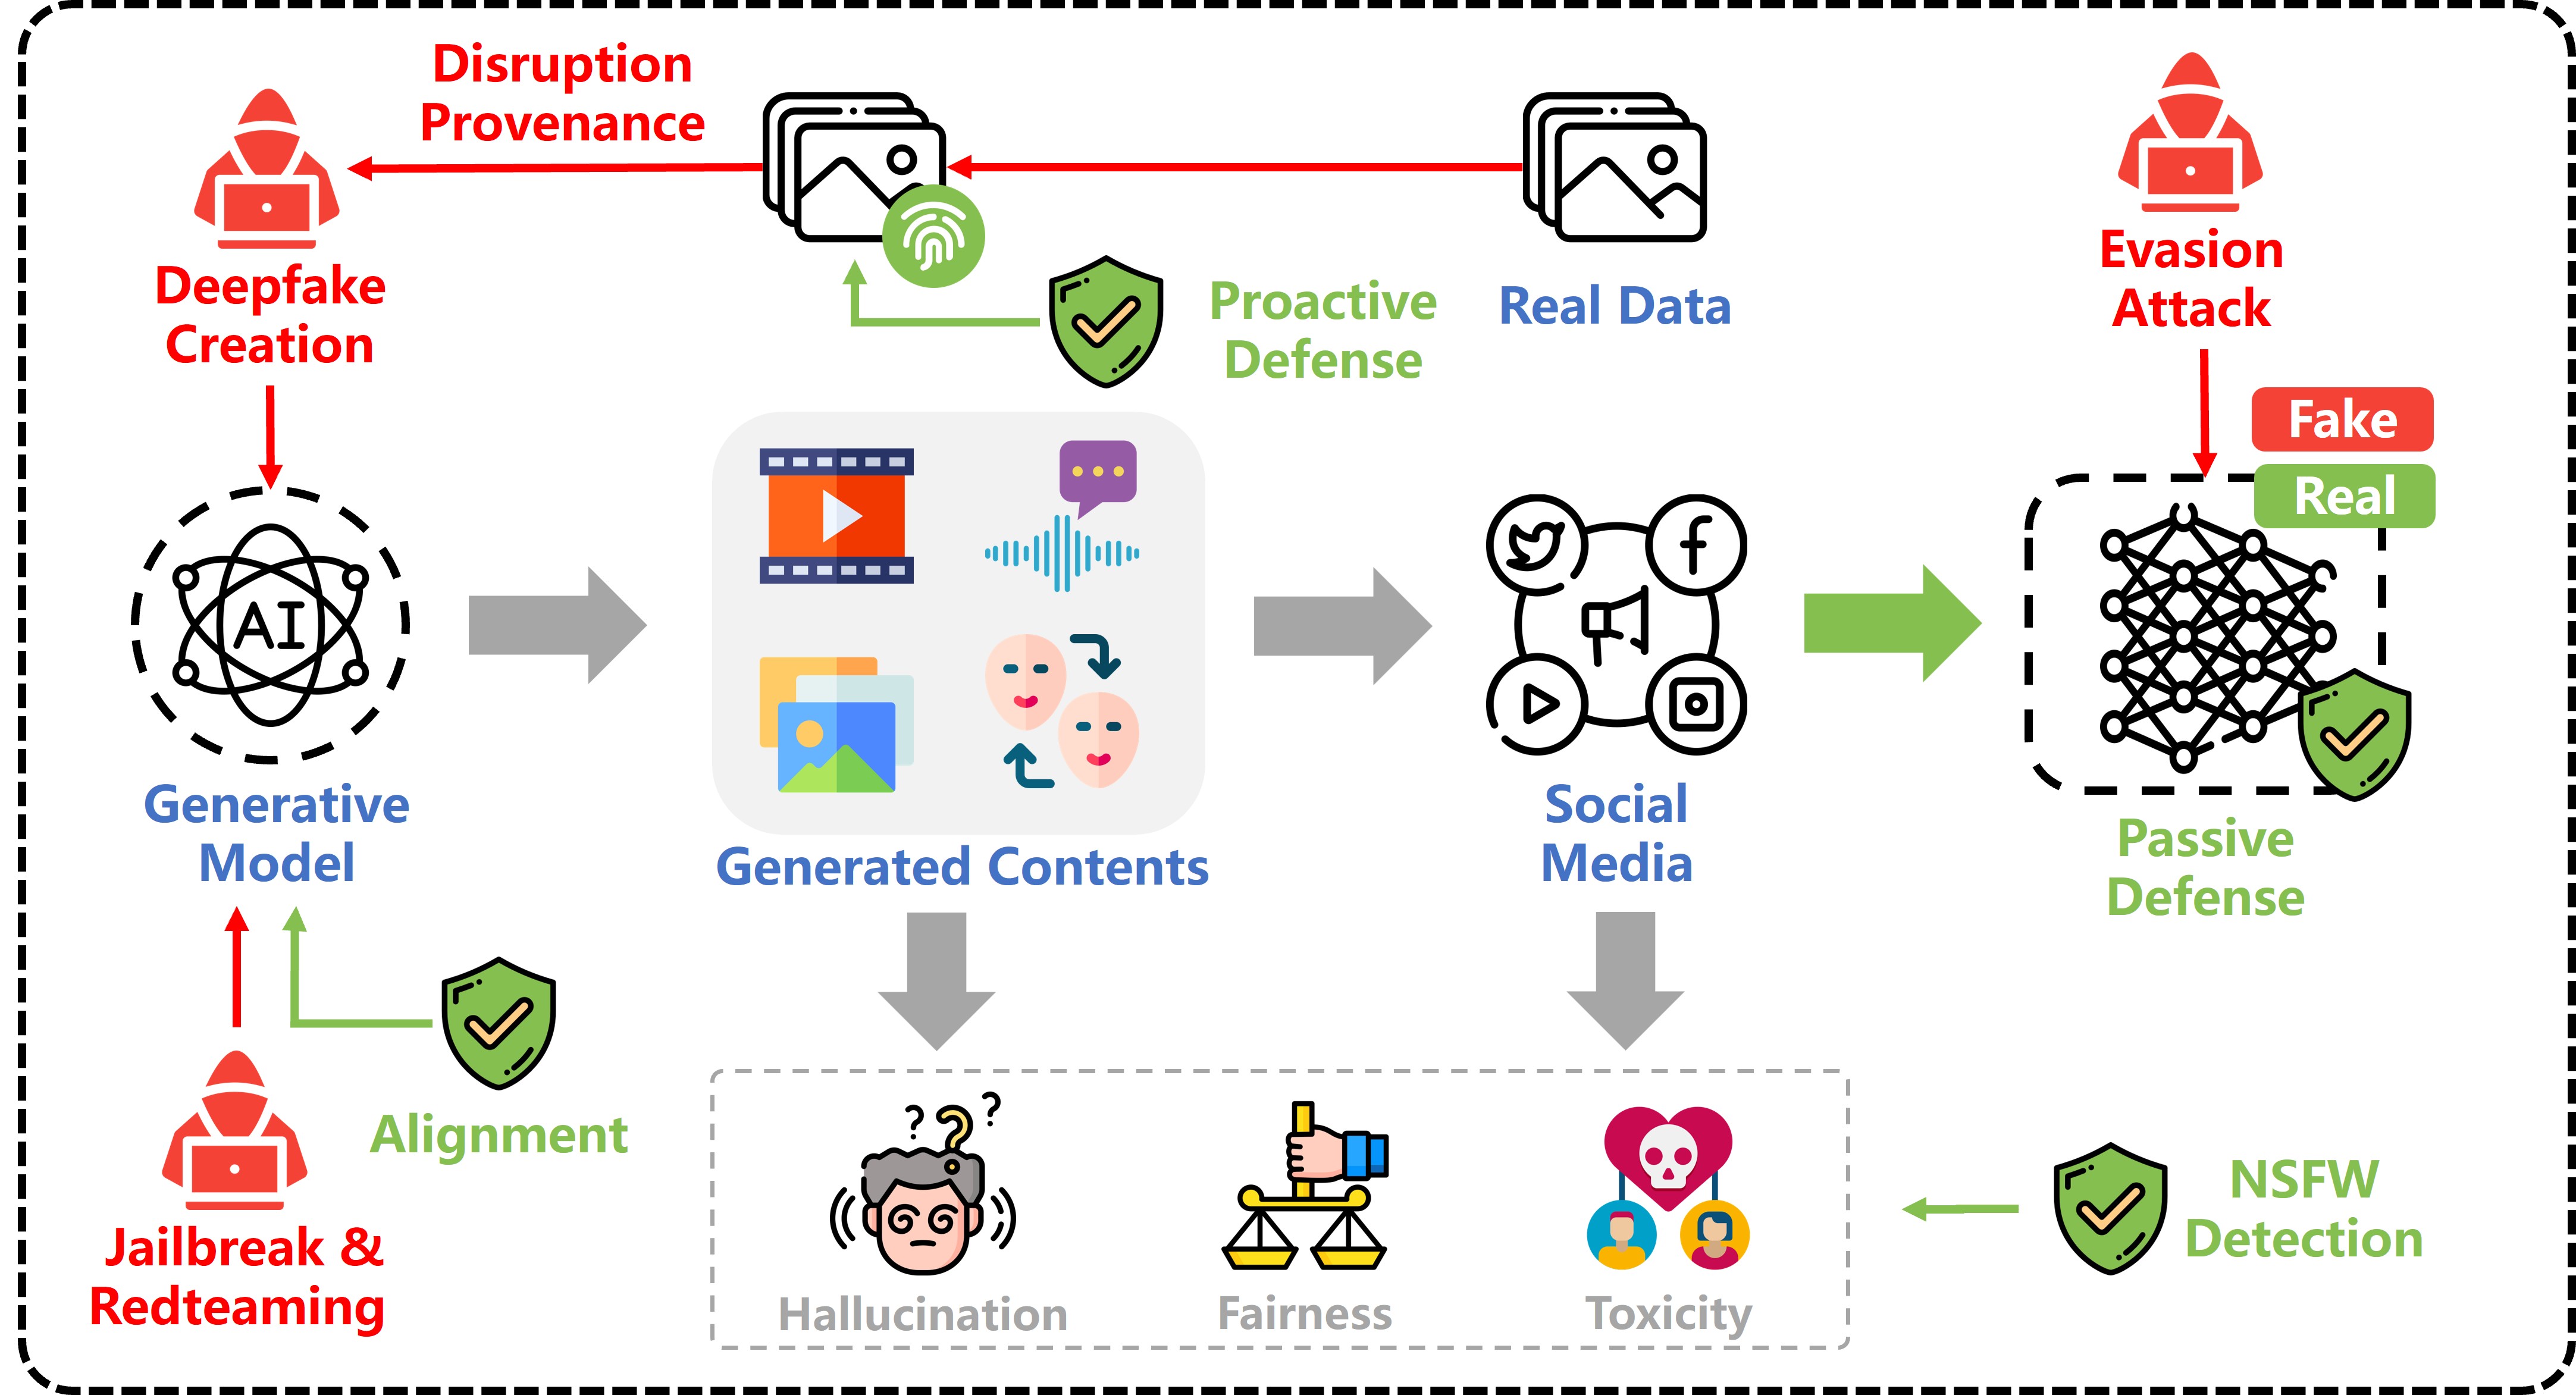 Disruption
Provenance
Deepfake
Creation
Proactive
Defense
Real Data
Evasion
Attack
Fake
Real
AI
Generative
Model
Generated Contents
Social
Media
Passive
Defense
Alignment
Jailbreak &
Redteaming
Hallucination
Fairness
Toxicity
NSFW
Detection